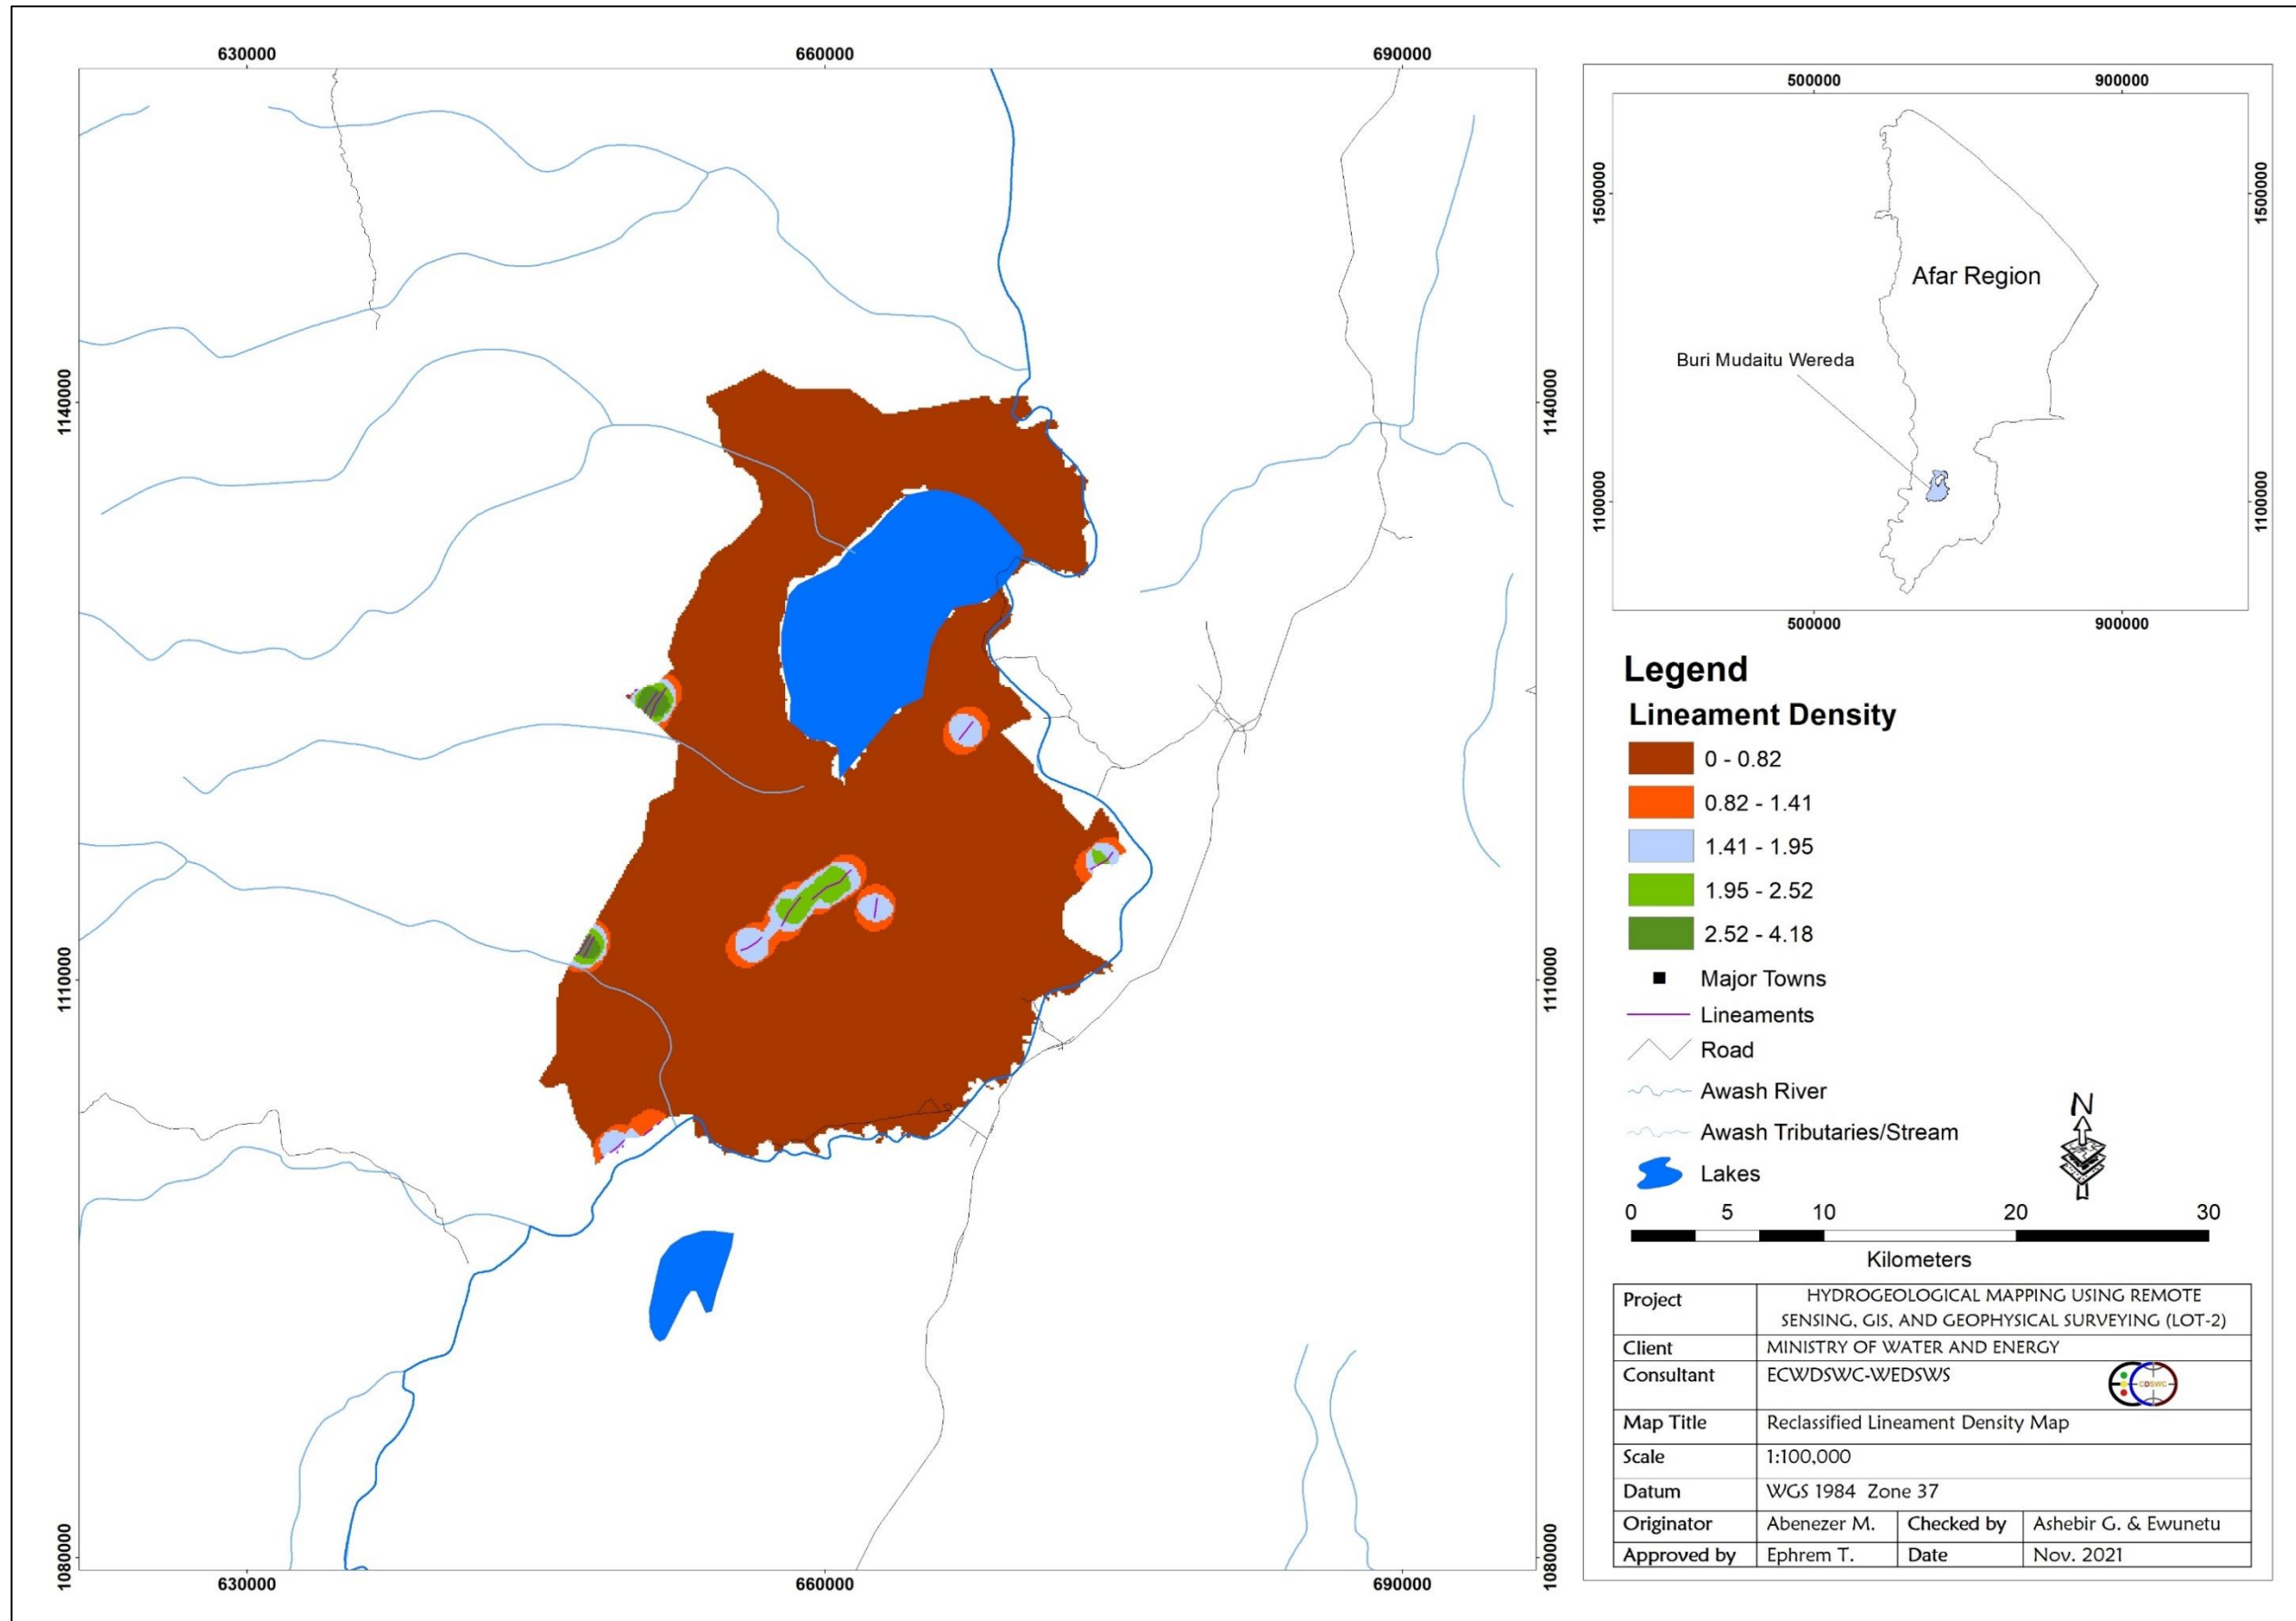 630000
660000
690000
1140000
1140000
1110000
1110000
1080000
1080000
630000
660000
690000
500000
900000
1500000
1500000
Afar Region
Buri Mudaitu Wereda
1100000
1100000
500000
900000
Legend
Lineament Density
0 - 0.82
0.82 - 1.41
1.41 - 1.95
1.95 - 2.52
2.52 - 4.18
Major Towns
Lineaments
Road
Awash River
Awash Tributaries/Stream
Lakes
N
0 5 10 20 30
Kilometers
Project HYDROGEOLOGICAL MAPPING USING REMOTE
SENSING, GIS, AND GEOPHYSICAL SURVEYING (LOT-2)
Client MINISTRY OF WATER AND ENERGY
Consultant ECWDSWC-WEDSWS
CDSWC
Map Title Reclassified Lineament Density Map
Scale 1:100,000
Datum WGS 1984 Zone 37
Originator Abenezer M. Checked by Ashebir G. & Ewunetu
Approved by Ephrem T. Date Nov. 2021